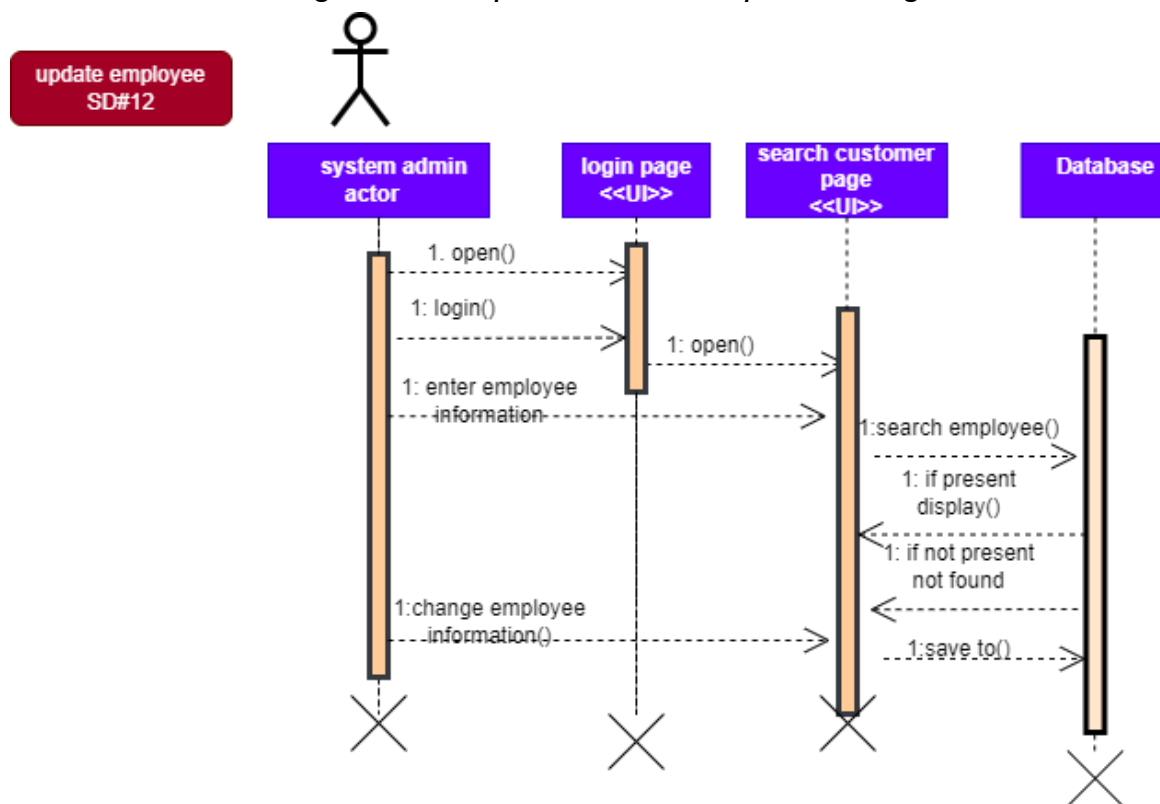 update employee
SD#12
system admin
actor
login page
<<UI>>
search customer
page
<<UI>>
Database
1. open()
1: login()
1: open()
1: enter employee
information
1:search employee()
1: if present
display()
1: if not present
not found
1:change employee
information()
1:save to()